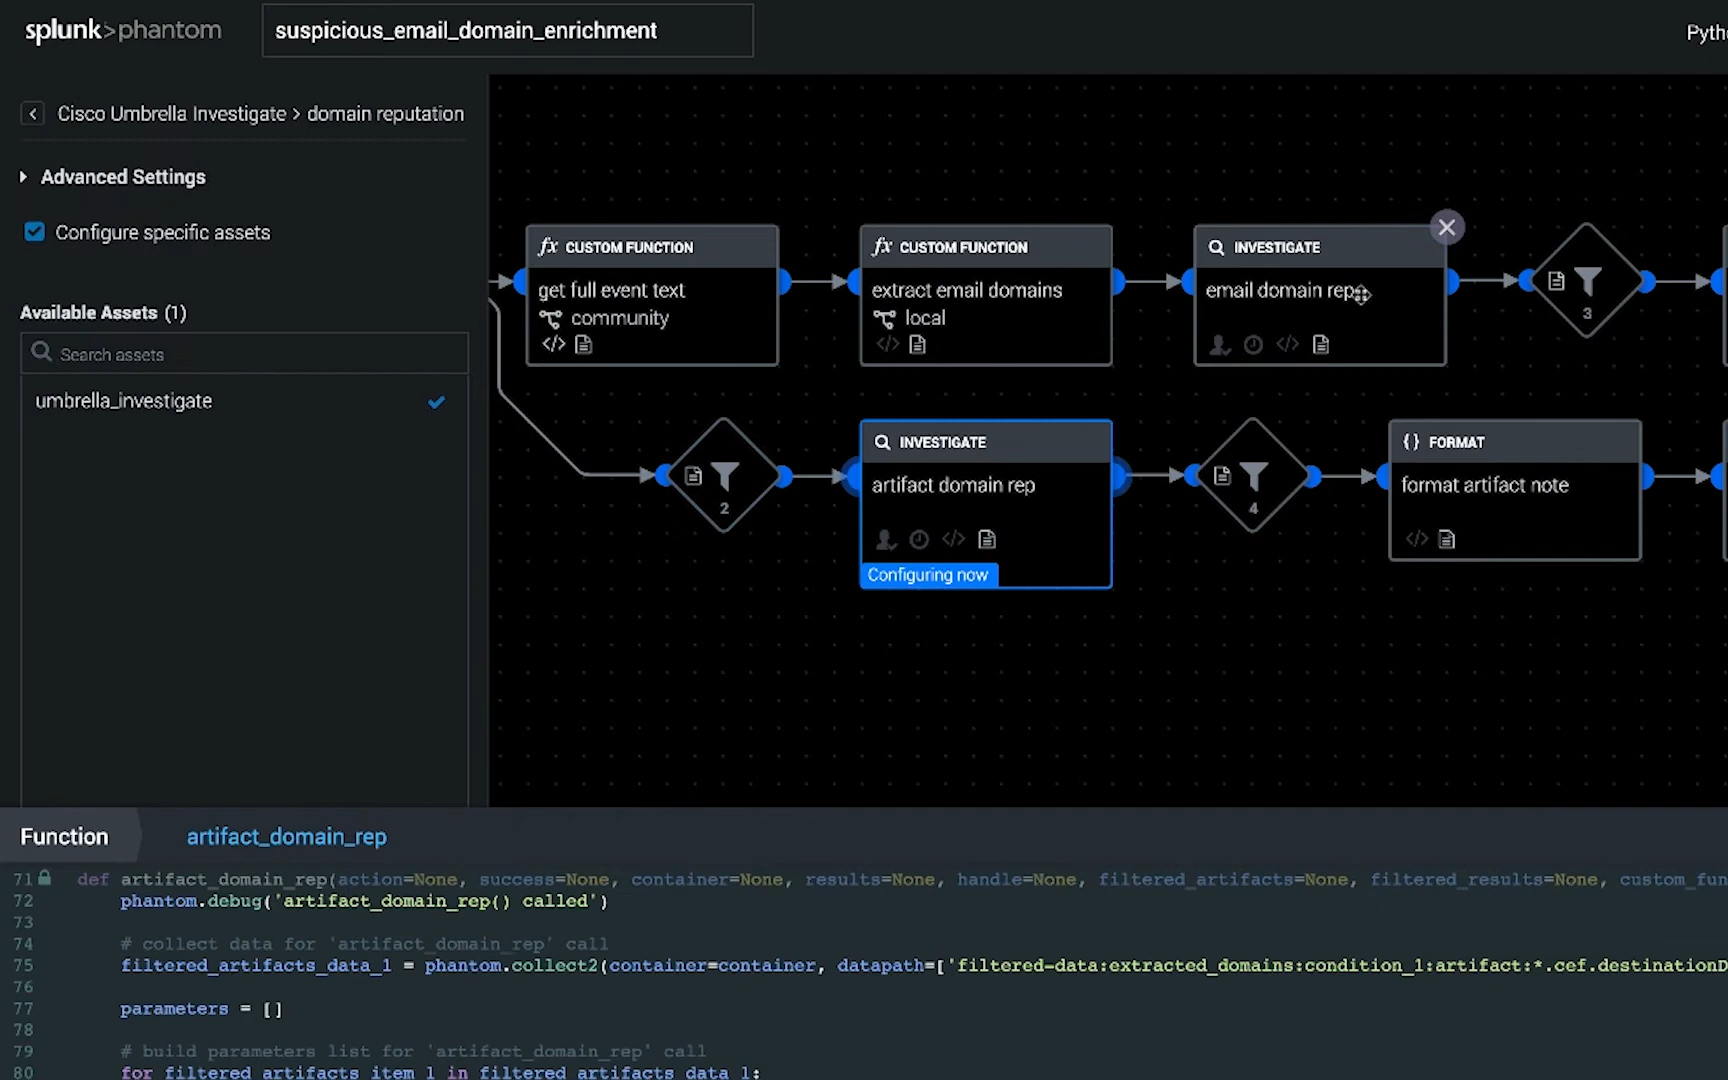 splunk>phantom
suspicious_email_domain_enrichment
Cisco Umbrella Investigate > domain reputation
Advanced Settings
Configure specific assets
Available Assets (1)
Search assets
umbrella_investigate
CUSTOM FUNCTION
get full event text
community
</>
CUSTOM FUNCTION
extract email domains
local
</>
INVESTIGATE
email domain rep
</>
3
2
INVESTIGATE
artifact domain rep
</>
Configuring now
4
{} FORMAT
format artifact note
</>
Function
artifact_domain_rep
71 def artifact_domain_rep(action=None, success=None, container=None, results=None, handle=None, filtered_artifacts=None, filtered_results=None, custom_fun
72 phantom.debug('artifact_domain_rep() called')
73
74 # collect data for 'artifact_domain_rep' call
75 filtered_artifacts_data_1 = phantom.collect2(container=container, datapath=['filtered-data:extracted_domains:condition_1:artifact:*.cef.destinationD
76
77 parameters = []
78
79 # build parameters list for 'artifact_domain_rep' call
80 for filtered_artifacts_item_1 in filtered_artifacts_data_1: